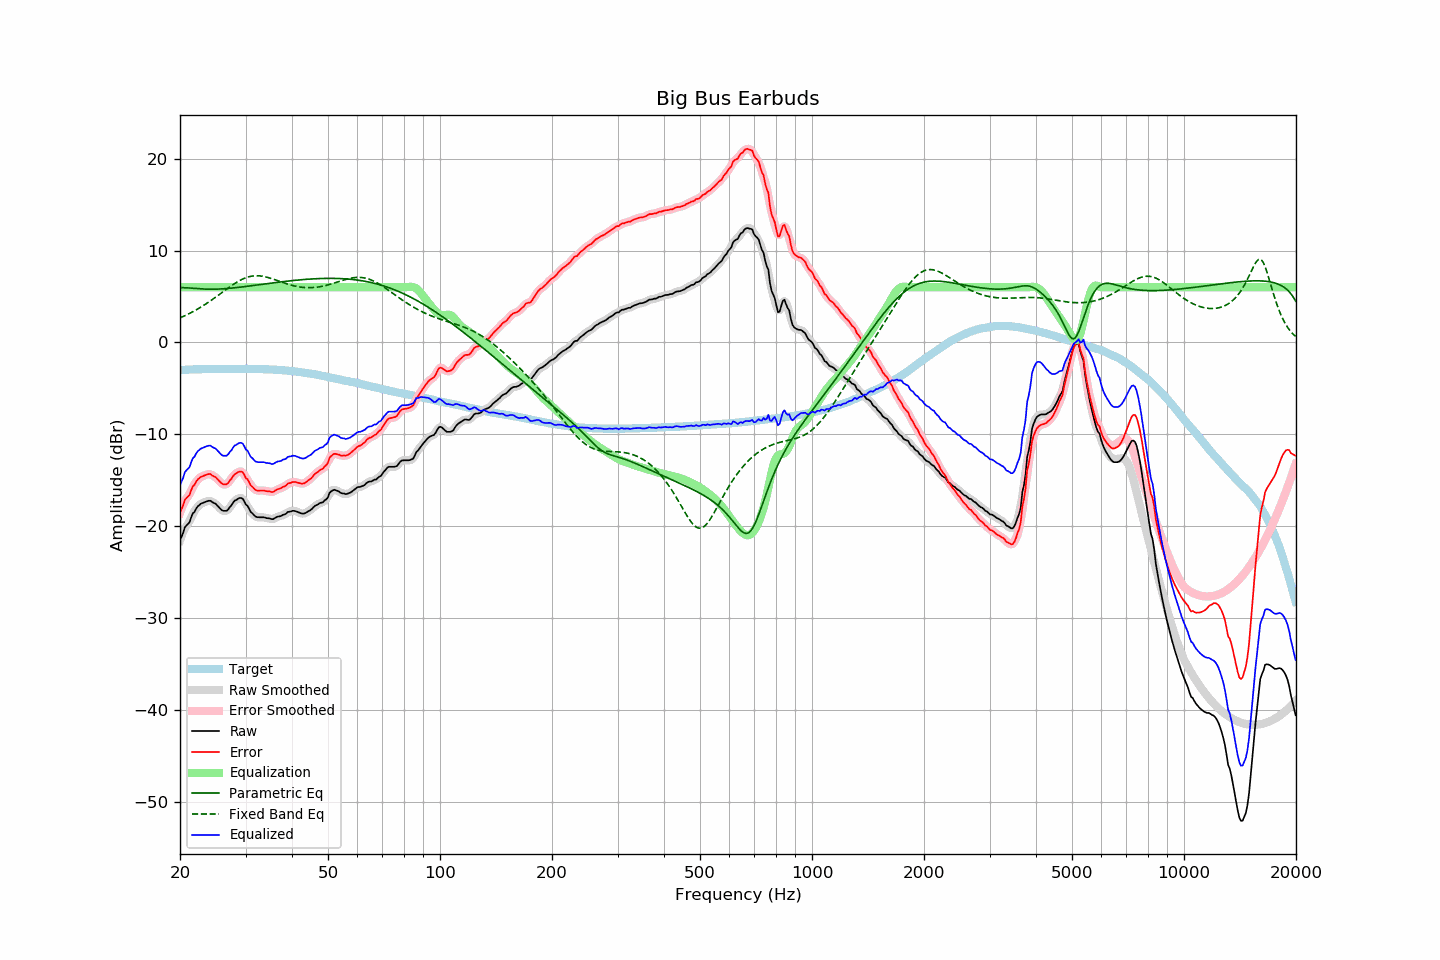 Big Bus Earbuds
Amplitude (dBr)
20
10
0
−10
−20
−30
−40
−50
Target
Raw Smoothed
Error Smoothed
Raw
Error
Equalization
Parametric Eq
Fixed Band Eq
Equalized
20 50 100 200 500 1000 2000 5000 10000 20000
Frequency (Hz)